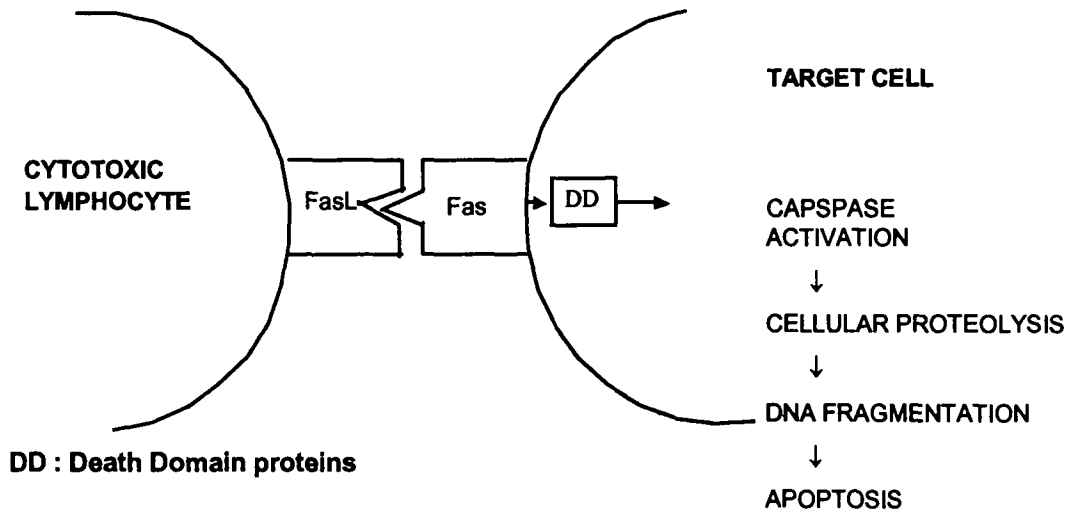 TARGET CELL
CYTOTOXIC
LYMPHOCYTE
FasL
Fas
DD
CAPSPASE
ACTIVATION
↓
CELLULAR PROTEOLYSIS
↓
DNA FRAGMENTATION
↓
APOPTOSIS
DD : Death Domain proteins